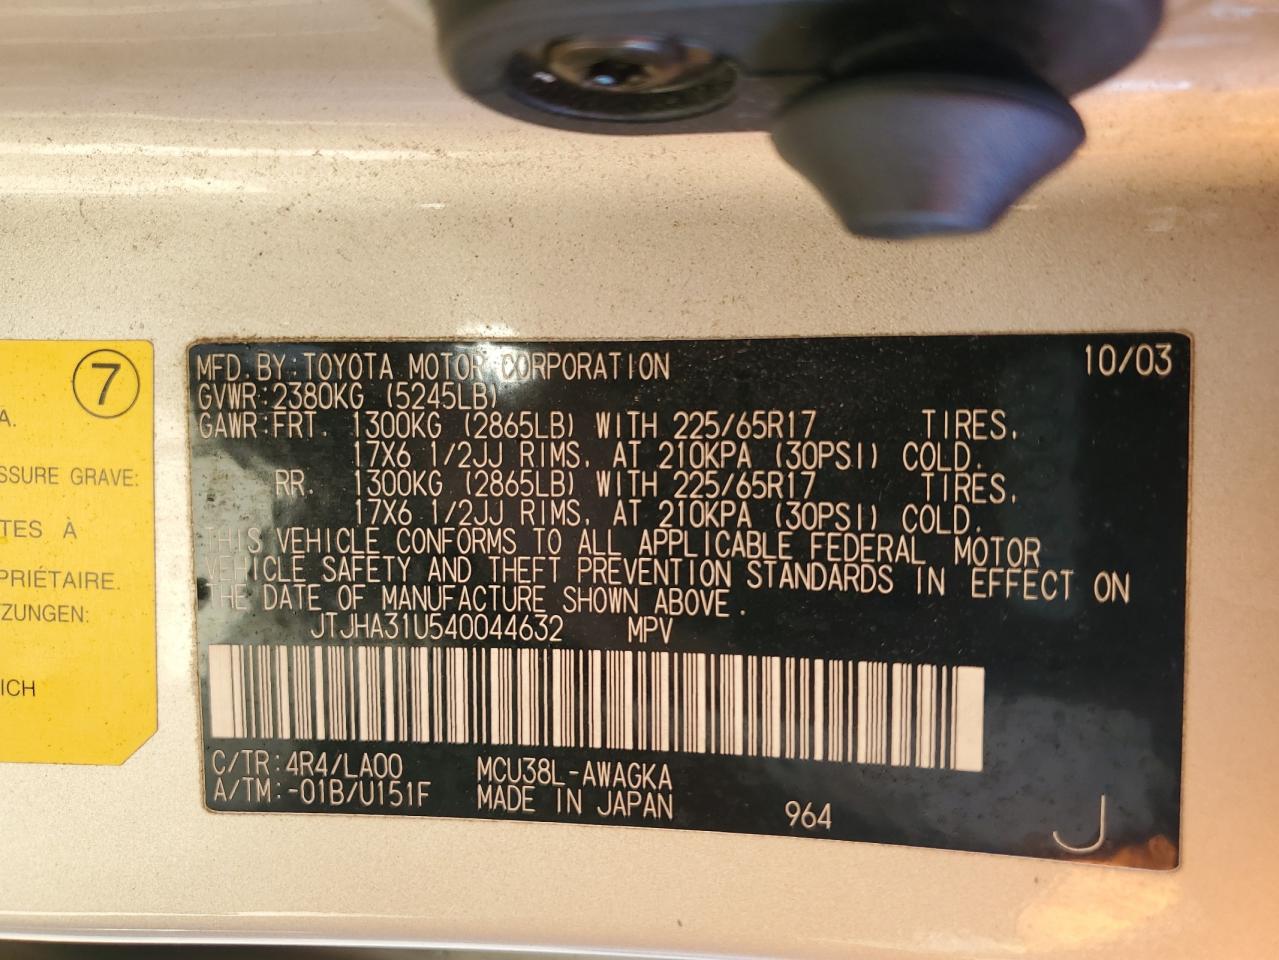 7
A.
SSURE GRAVE:
TES À
PRIÉTAIRE.
TZUNGEN:
ICH
MFD. BY: TOYOTA MOTOR CORPORATION 10/03
GVWR: 2380KG (5245LB)
GAWR: FRT. 1300KG (2865LB) WITH 225/65R17 TIRES,
17X6 1/2JJ RIMS, AT 210KPA (30PSI) COLD.
RR. 1300KG (2865LB) WITH 225/65R17 TIRES,
17X6 1/2JJ RIMS, AT 210KPA (30PSI) COLD.
THIS VEHICLE CONFORMS TO ALL APPLICABLE FEDERAL MOTOR
VEHICLE SAFETY AND THEFT PREVENTION STANDARDS IN EFFECT ON
THE DATE OF MANUFACTURE SHOWN ABOVE.
JTJHA31U540044632 MPV
C/TR: 4R4/LA00 MCU38L-AWAGKA
A/TM: -01B/U151F MADE IN JAPAN 964 J